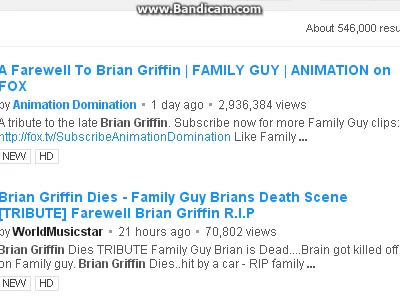 www.Bandicam.com
About 546,000 resu
A Farewell To Brian Griffin | FAMILY GUY | ANIMATION on
FOX
by Animation Domination • 1 day ago • 2,936,384 views
A tribute to the late Brian Griffin. Subscribe now for more Family Guy clips:
http://fox.tv/SubscribeAnimationDomination Like Family ...
NEW HD
Brian Griffin Dies - Family Guy Brians Death Scene
[TRIBUTE] Farewell Brian Griffin R.I.P
by WorldMusicstar • 21 hours ago • 70,802 views
Brian Griffin Dies TRIBUTE Family Guy Brian is Dead....Brain got killed off
on Family guy. Brian Griffin Dies..hit by a car - RIP family ...
NEW HD